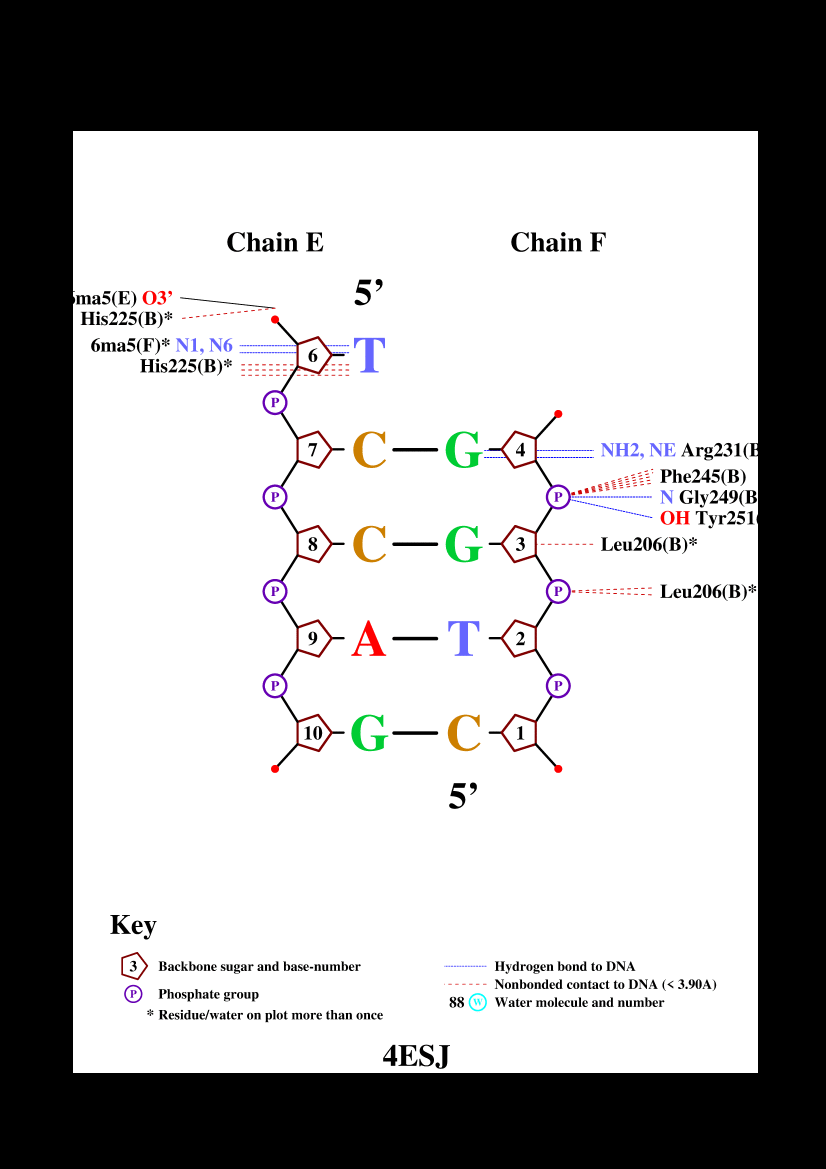 Chain E Chain F
5’
6ma5(E) O3’
His225(B)*
6ma5(F)* N1, N6
His225(B)*
6 T
P
7 C G 4
NH2, NE Arg231(B
Phe245(B)
P P
N Gly249(B
OH Tyr251(
8 C G 3
Leu206(B)*
P P
Leu206(B)*
9 A T 2
P P
10 G C 1
5’
Key
3 Backbone sugar and base-number
P Phosphate group
* Residue/water on plot more than once
Hydrogen bond to DNA
Nonbonded contact to DNA (< 3.90A)
88 W Water molecule and number
4ESJ